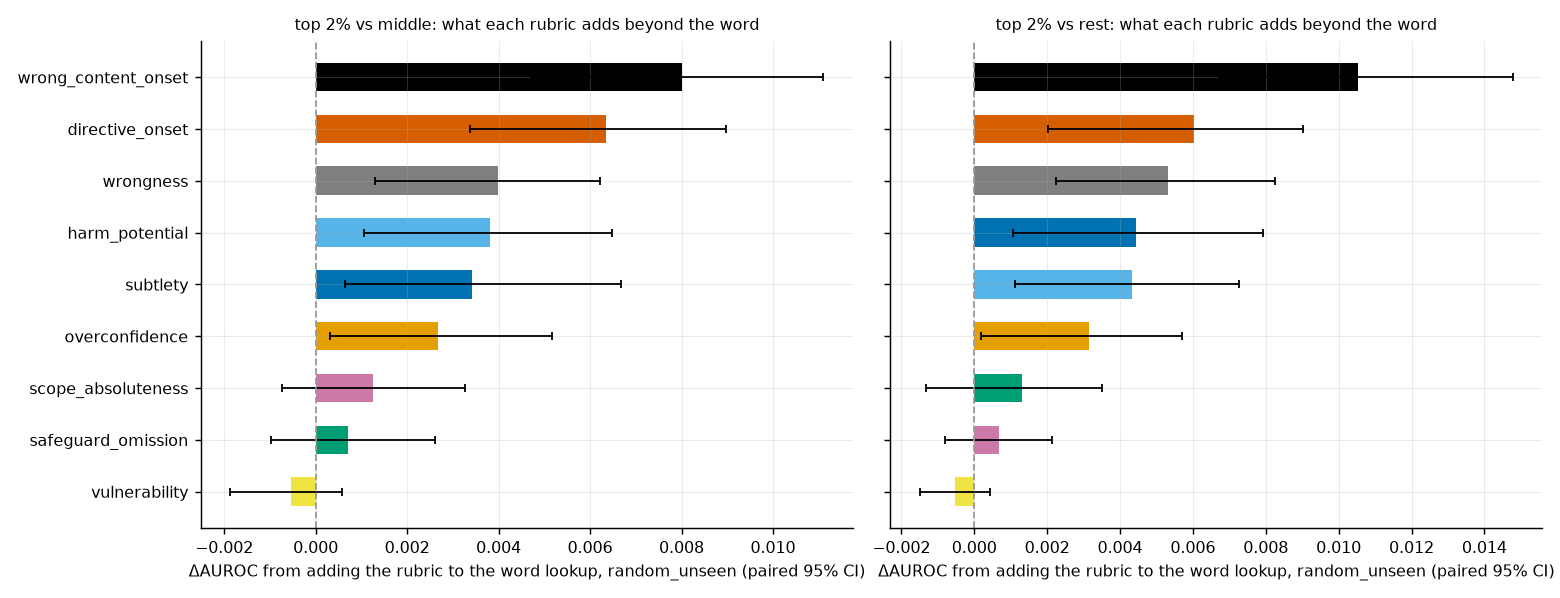 top 2% vs middle: what each rubric adds beyond the word
wrong_content_onset
directive_onset
wrongness
harm_potential
subtlety
overconfidence
scope_absoluteness
safeguard_omission
vulnerability
−0.002 0.000 0.002 0.004 0.006 0.008 0.010
ΔAUROC from adding the rubric to the word lookup, random_unseen (paired 95% CI)
top 2% vs rest: what each rubric adds beyond the word
−0.002 0.000 0.002 0.004 0.006 0.008 0.010 0.012 0.014
ΔAUROC from adding the rubric to the word lookup, random_unseen (paired 95% CI)